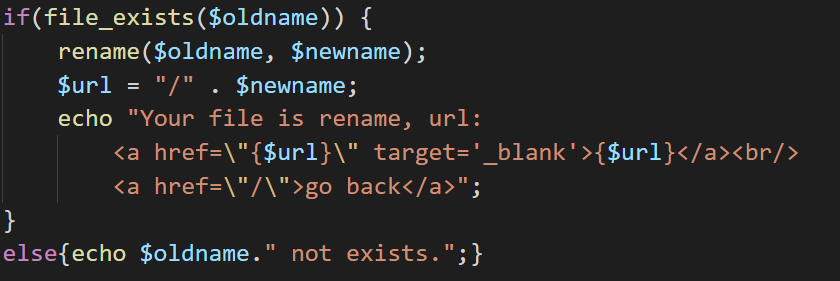 if(file_exists($oldname)) {
    rename($oldname, $newname);
    $url = "/" . $newname;
    echo "Your file is rename, url:
        <a href=\"{$url}\" target='_blank'>{$url}</a><br/>
        <a href=\"/\">go back</a>";
}
else{echo $oldname." not exists.";}